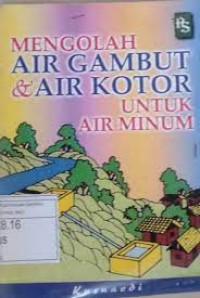 PS
MENGOLAH
AIR GAMBUT
& AIR KOTOR
UNTUK
AIR MINUM
8.16
Kusnaedi